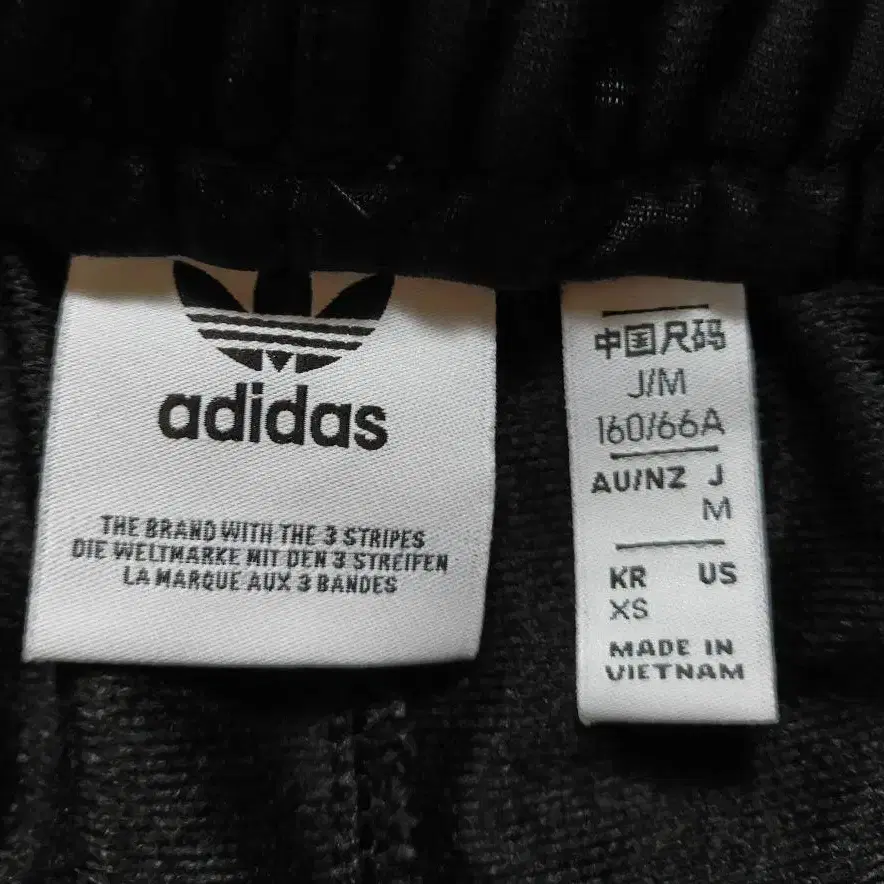 adidas
THE BRAND WITH THE 3 STRIPES
DIE WELTMARKE MIT DEN 3 STREIFEN
LA MARQUE AUX 3 BANDES
中国尺码
J/M
160/66A
AU/NZ J
M
KR US
XS
MADE IN
VIETNAM